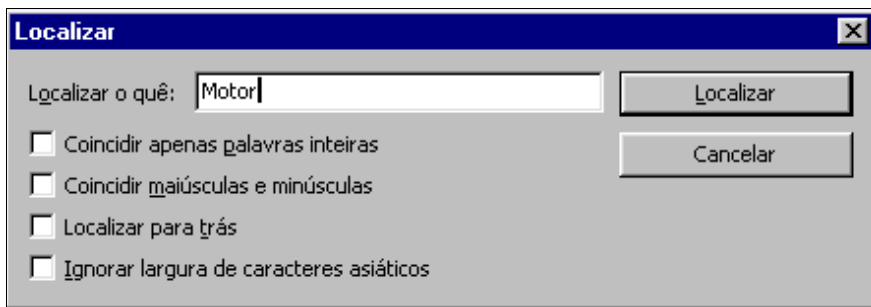 Localizar
Localizar o quê: Motor Localizar
Coincidir apenas palavras inteiras
Cancelar
Coincidir maiúsculas e minúsculas
Localizar para trás
Ignorar largura de caracteres asiáticos